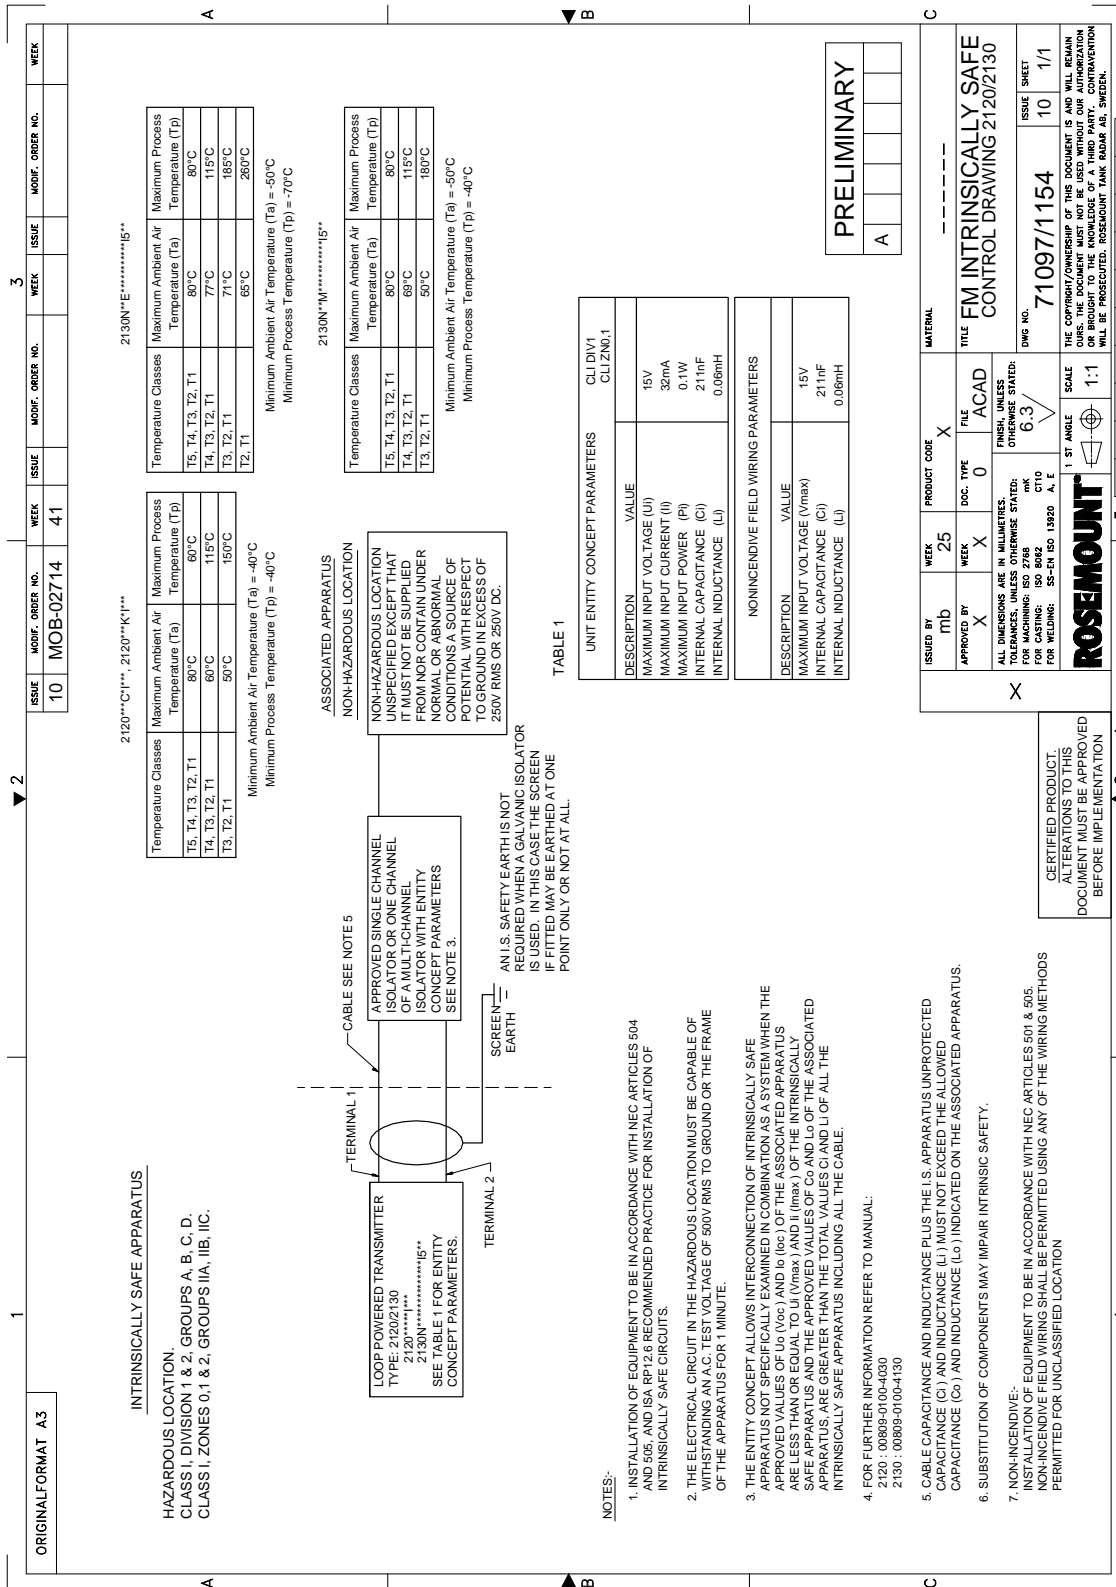 ORIGINALFORMAT A3
1
2
3
A
B
C
ISSUE MODIF. ORDER NO. WEEK ISSUE MODIF. ORDER NO. WEEK ISSUE MODIF. ORDER NO. WEEK
10 MOB-02714 41
INTRINSICALLY SAFE APPARATUS
HAZARDOUS LOCATION.
CLASS I, DIVISION 1 & 2, GROUPS A, B, C, D.
CLASS I, ZONES 0,1 & 2, GROUPS IIA, IIB, IIC.
2120***C*I***, 2120***K*I***
Temperature Classes Maximum Ambient Air Temperature (Ta) Maximum Process Temperature (Tp)
T5, T4, T3, T2, T1 80°C 60°C
T4, T3, T2, T1 60°C 115°C
T3, T2, T1 50°C 150°C
Minimum Ambient Air Temperature (Ta) = -40°C
Minimum Process Temperature (Tp) = -40°C
2130N**E**********I5**
Temperature Classes Maximum Ambient Air Temperature (Ta) Maximum Process Temperature (Tp)
T5, T4, T3, T2, T1 80°C 80°C
T4, T3, T2, T1 77°C 115°C
T3, T2, T1 71°C 185°C
T2, T1 65°C 260°C
Minimum Ambient Air Temperature (Ta) = -50°C
Minimum Process Temperature (Tp) = -70°C
2130N**M**********I5**
Temperature Classes Maximum Ambient Air Temperature (Ta) Maximum Process Temperature (Tp)
T5, T4, T3, T2, T1 80°C 80°C
T4, T3, T2, T1 69°C 115°C
T3, T2, T1 50°C 180°C
Minimum Ambient Air Temperature (Ta) = -50°C
Minimum Process Temperature (Tp) = -40°C
LOOP POWERED TRANSMITTER
TYPE: 2120/2130
2120*****I***
2130N*************I5**
SEE TABLE 1 FOR ENTITY
CONCEPT PARAMETERS.
TERMINAL 1
TERMINAL 2
CABLE SEE NOTE 5
APPROVED SINGLE CHANNEL
ISOLATOR OR ONE CHANNEL
OF A MULTI-CHANNEL
ISOLATOR WITH ENTITY
CONCEPT PARAMETERS
SEE NOTE 3.
SCREEN
EARTH
AN I.S. SAFETY EARTH IS NOT
REQUIRED WHEN A GALVANIC ISOLATOR
IS USED. IN THIS CASE THE SCREEN
IF FITTED MAY BE EARTHED AT ONE
POINT ONLY OR NOT AT ALL.
ASSOCIATED APPARATUS
NON-HAZARDOUS LOCATION
NON-HAZARDOUS LOCATION
UNSPECIFIED EXCEPT THAT
IT MUST NOT BE SUPPLIED
FROM NOR CONTAIN UNDER
NORMAL OR ABNORMAL
CONDITIONS A SOURCE OF
POTENTIAL WITH RESPECT
TO GROUND IN EXCESS OF
250V RMS OR 250V DC.
TABLE 1
UNIT ENTITY CONCEPT PARAMETERS CL I DIV1
CL I ZN0,1
DESCRIPTION VALUE
MAXIMUM INPUT VOLTAGE (Ui) 15V
MAXIMUM INPUT CURRENT (Ii) 32mA
MAXIMUM INPUT POWER (Pi) 0.1W
INTERNAL CAPACITANCE (Ci) 211nF
INTERNAL INDUCTANCE (Li) 0.06mH
NONINCENDIVE FIELD WIRING PARAMETERS
DESCRIPTION VALUE
MAXIMUM INPUT VOLTAGE (Vmax) 15V
INTERNAL CAPACITANCE (Ci) 211nF
INTERNAL INDUCTANCE (Li) 0.06mH
NOTES:-
1. INSTALLATION OF EQUIPMENT TO BE IN ACCORDANCE WITH NEC ARTICLES 504
AND 505, AND ISA RP12.6 RECOMMENDED PRACTICE FOR INSTALLATION OF
INTRINSICALLY SAFE CIRCUITS.
2. THE ELECTRICAL CIRCUIT IN THE HAZARDOUS LOCATION MUST BE CAPABLE OF
WITHSTANDING AN A.C. TEST VOLTAGE OF 500V RMS TO GROUND OR THE FRAME
OF THE APPARATUS FOR 1 MINUTE.
3. THE ENTITY CONCEPT ALLOWS INTERCONNECTION OF INTRINSICALLY SAFE
APPARATUS NOT SPECIFICALLY EXAMINED IN COMBINATION AS A SYSTEM WHEN THE
APPROVED VALUES OF Uo (Voc) AND Io (Ioc) OF THE ASSOCIATED APPARATUS
ARE LESS THAN OR EQUAL TO Ui (Vmax) AND Ii (Imax) OF THE INTRINSICALLY
SAFE APPARATUS AND THE APPROVED VALUES OF Co AND Lo OF THE ASSOCIATED
APPARATUS, ARE GREATER THAN THE TOTAL VALUES Ci AND Li OF ALL THE
INTRINSICALLY SAFE APPARATUS INCLUDING ALL THE CABLE.
4. FOR FURTHER INFORMATION REFER TO MANUAL:
2120 : 00809-0100-4030
2130 : 00809-0100-4130
5. CABLE CAPACITANCE AND INDUCTANCE PLUS THE I.S. APPARATUS UNPROTECTED
CAPACITANCE (Ci) AND INDUCTANCE (Li) MUST NOT EXCEED THE ALLOWED
CAPACITANCE (Co) AND INDUCTANCE (Lo) INDICATED ON THE ASSOCIATED APPARATUS.
6. SUBSTITUTION OF COMPONENTS MAY IMPAIR INTRINSIC SAFETY.
7. NON-INCENDIVE:-
INSTALLATION OF EQUIPMENT TO BE IN ACCORDANCE WITH NEC ARTICLES 501 & 505.
NON-INCENDIVE FIELD WIRING SHALL BE PERMITTED USING ANY OF THE WIRING METHODS
PERMITTED FOR UNCLASSIFIED LOCATION
PRELIMINARY
A
CERTIFIED PRODUCT.
ALTERATIONS TO THIS
DOCUMENT MUST BE APPROVED
BEFORE IMPLEMENTATION
X
ISSUED BY mb
WEEK 25
PRODUCT CODE X
MATERIAL ------
APPROVED BY X
WEEK X
DOC. TYPE 0
FILE ACAD
TITLE FM INTRINSICALLY SAFE
CONTROL DRAWING 2120/2130
ALL DIMENSIONS ARE IN MILLIMETRES.
TOLERANCES, UNLESS OTHERWISE STATED:
FOR MACHINING: ISO 2768 mK
FOR CASTING: ISO 8062 CT10
FOR WELDING: SS-EN ISO 13920 A, E
FINISH, UNLESS
OTHERWISE STATED:
6.3
DWG NO. 71097/1154
ISSUE 10
SHEET 1/1
ROSEMOUNT
1 ST ANGLE
SCALE 1:1
THE COPYRIGHT/OWNERSHIP OF THIS DOCUMENT IS AND WILL REMAIN
OURS. THE DOCUMENT MUST NOT BE USED WITHOUT OUR AUTHORIZATION
OR BROUGHT TO THE KNOWLEDGE OF A THIRD PARTY. CONTRAVENTION
WILL BE PROSECUTED. ROSEMOUNT TANK RADAR AB, SWEDEN.
A
B
C